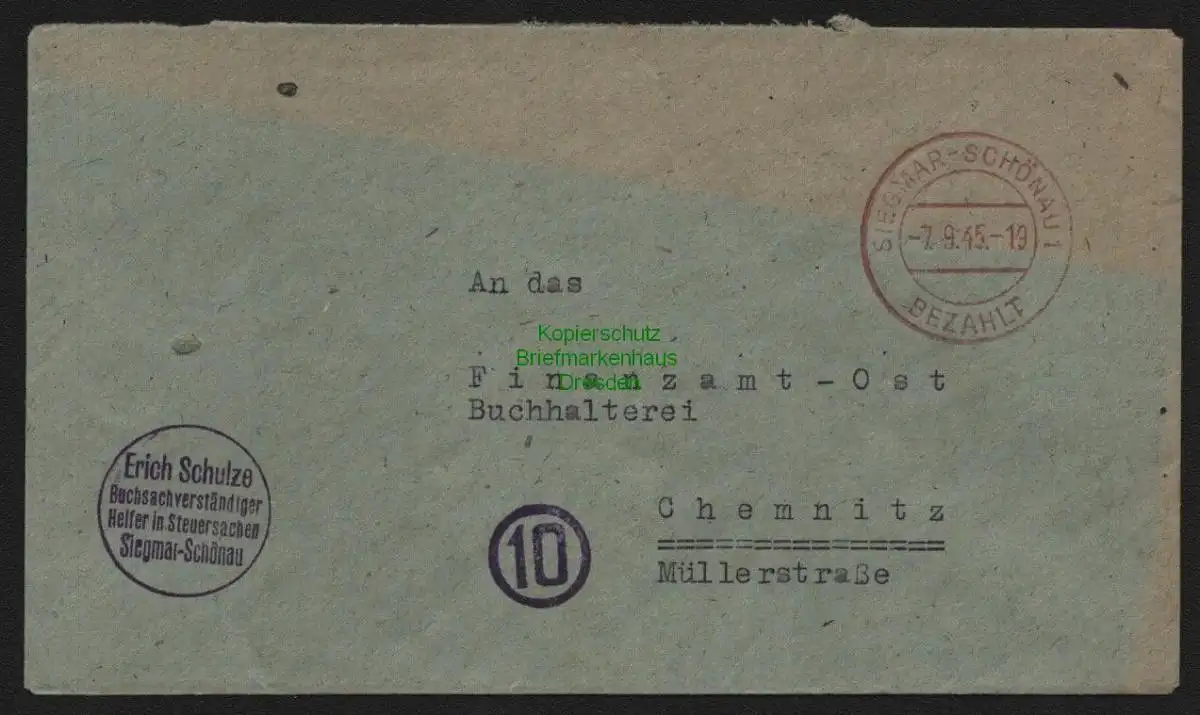 SIEGMAR-SCHÖNAU 1
-7.9.45.-19
BEZAHLT
An das
Kopierschutz
Briefmarkenhaus
Dresden
Finanzamt-Ost
Buchhalterei
Erich Schulze
Buchsachverständiger
Helfer in Steuersachen
Siegmar-Schönau
10
Chemnitz
Müllerstraße